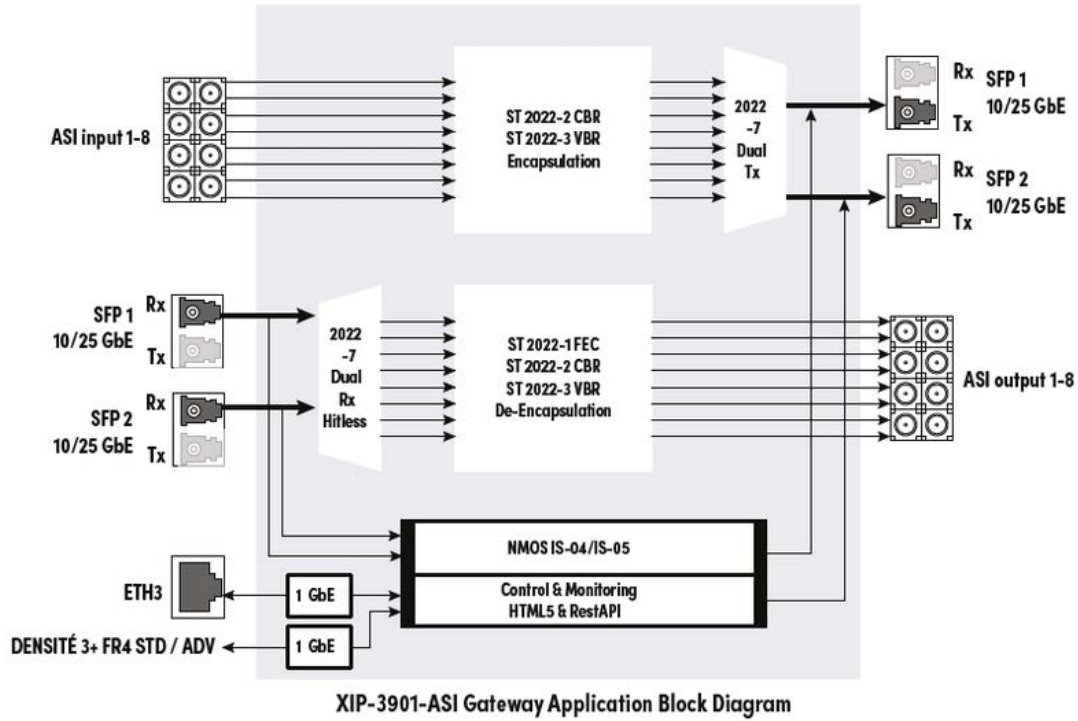 ASI input 1-8
ST 2022-2 CBR
ST 2022-3 VBR
Encapsulation
2022
-7
Dual
Tx
Rx
SFP 1
10/25 GbE
Tx
Rx
SFP 2
10/25 GbE
Tx
SFP 1
10/25 GbE
Rx
Tx
SFP 2
10/25 GbE
Rx
Tx
2022
-7
Dual
Rx
Hitless
ST 2022-1 FEC
ST 2022-2 CBR
ST 2022-3 VBR
De-Encapsulation
ASI output 1-8
NMOS IS-04/IS-05
Control & Monitoring
HTML5 & RestAPI
ETH3
1 GbE
DENSITÉ 3+ FR4 STD / ADV
1 GbE
XIP-3901-ASI Gateway Application Block Diagram